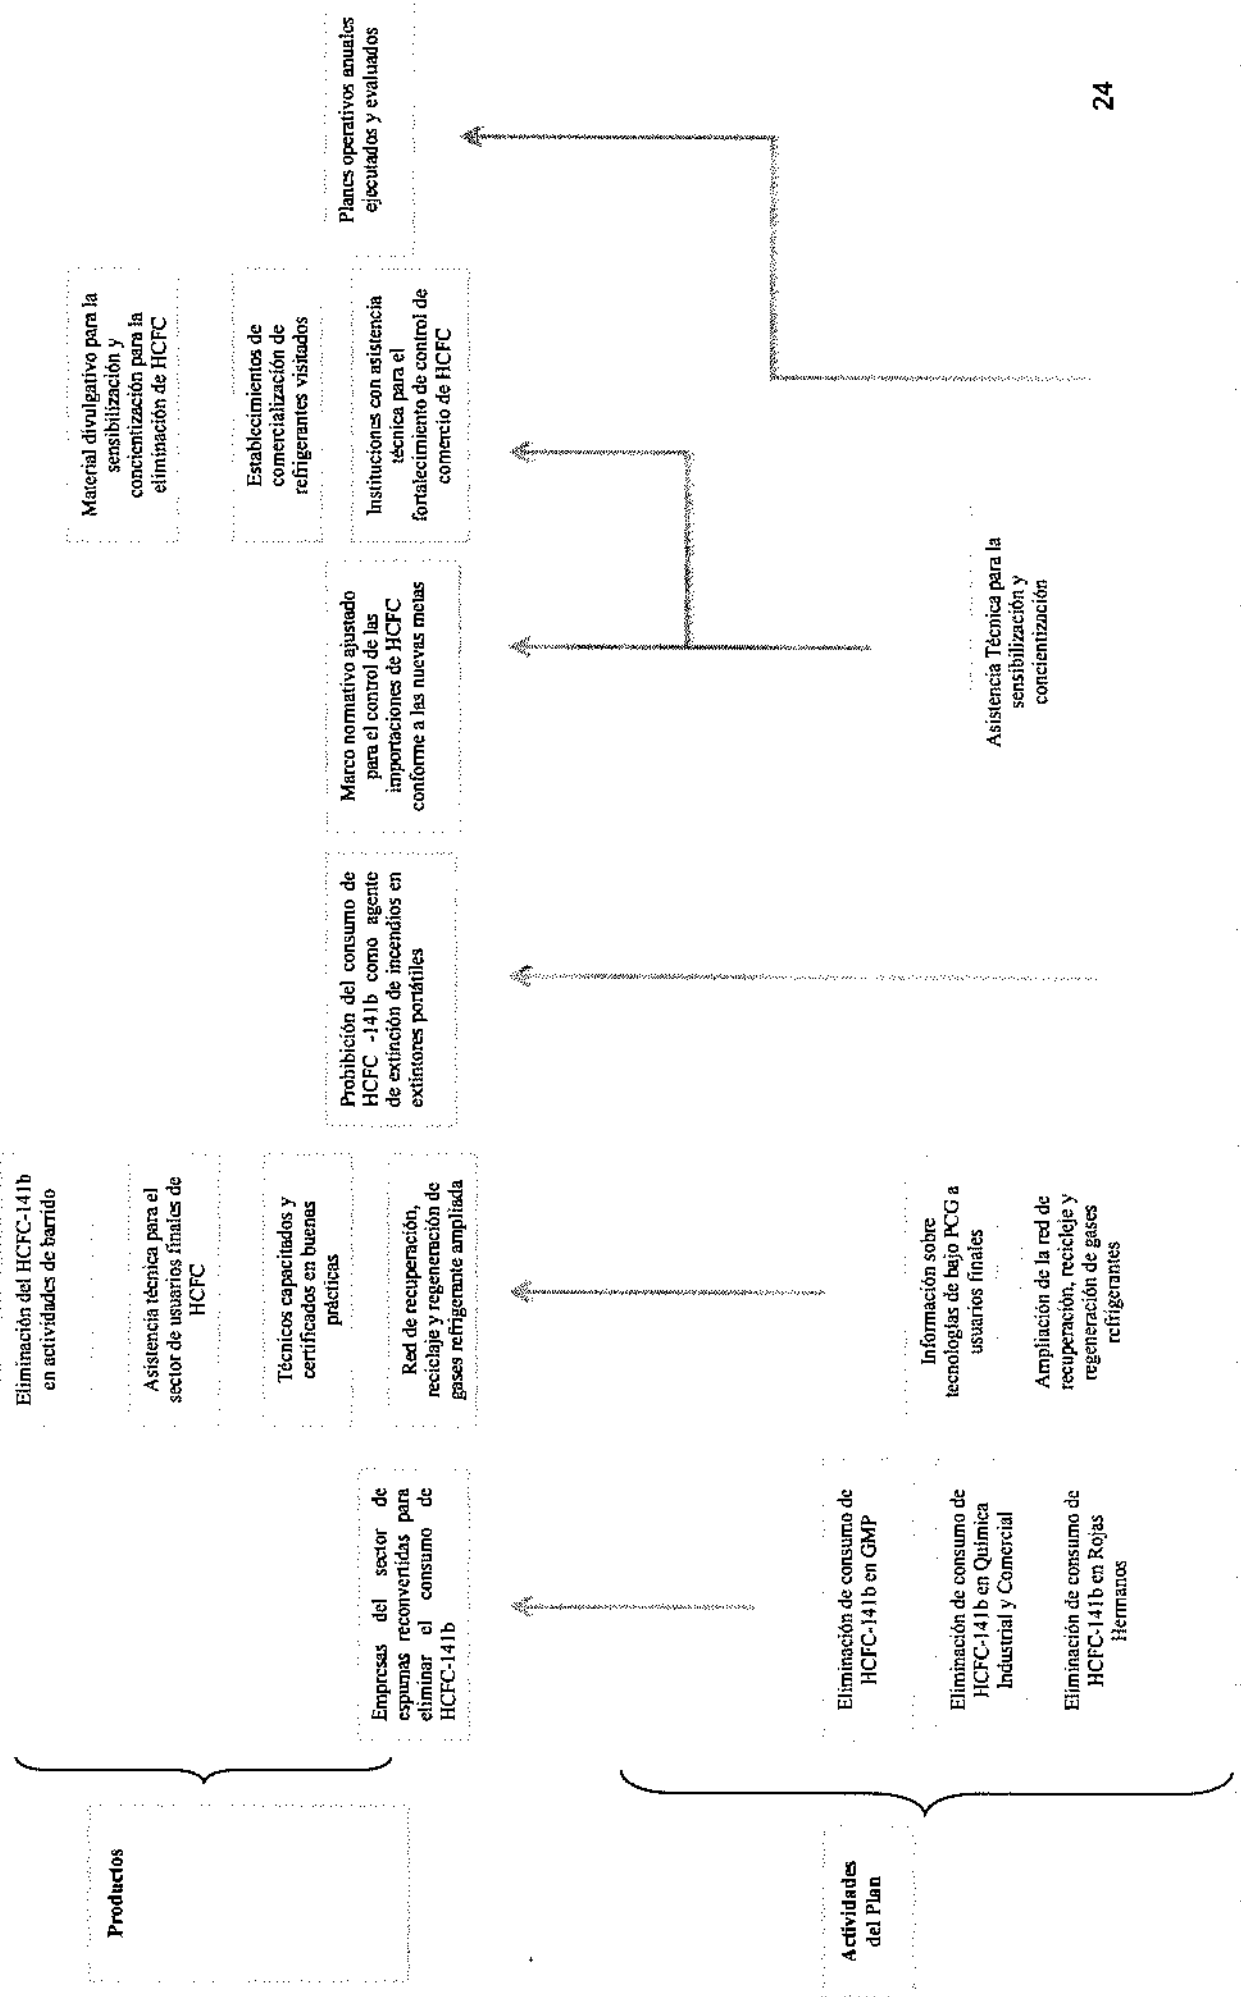 Productos
Eliminación del HCFC-141b
en actividades de barrido
Asistencia técnica para el
sector de usuarios finales de
HCFC
Técnicos capacitados y
certificados en buenas
prácticas
Empresas del sector de
espumas reconvertidas para
eliminar el consumo de
HCFC-141b
Red de recuperación,
reciclaje y regeneración de
gases refrigerante ampliada
Prohibición del consumo de
HCFC -141b como agente
de extinción de incendios en
extintores portátiles
Marco normativo ajustado
para el control de las
importaciones de HCFC
conforme a las nuevas metas
Material divulgativo para la
sensibilización y
concientización para la
eliminación de HCFC
Establecimientos de
comercialización de
refrigerantes visitados
Instituciones con asistencia
técnica para el
fortalecimiento de control de
comercio de HCFC
Planes operativos anuales
ejecutados y evaluados
Actividades
del Plan
Eliminación de consumo de
HCFC-141b en GMP
Eliminación de consumo de
HCFC-141b en Química
Industrial y Comercial
Eliminación de consumo de
HCFC-141b en Rojas
Hermanos
Información sobre
tecnologías de bajo PCG a
usuarios finales
Ampliación de la red de
recuperación, recicleje y
regeneración de gases
refrigerantes
Asistencia Técnica para la
sensibilización y
concientización
24